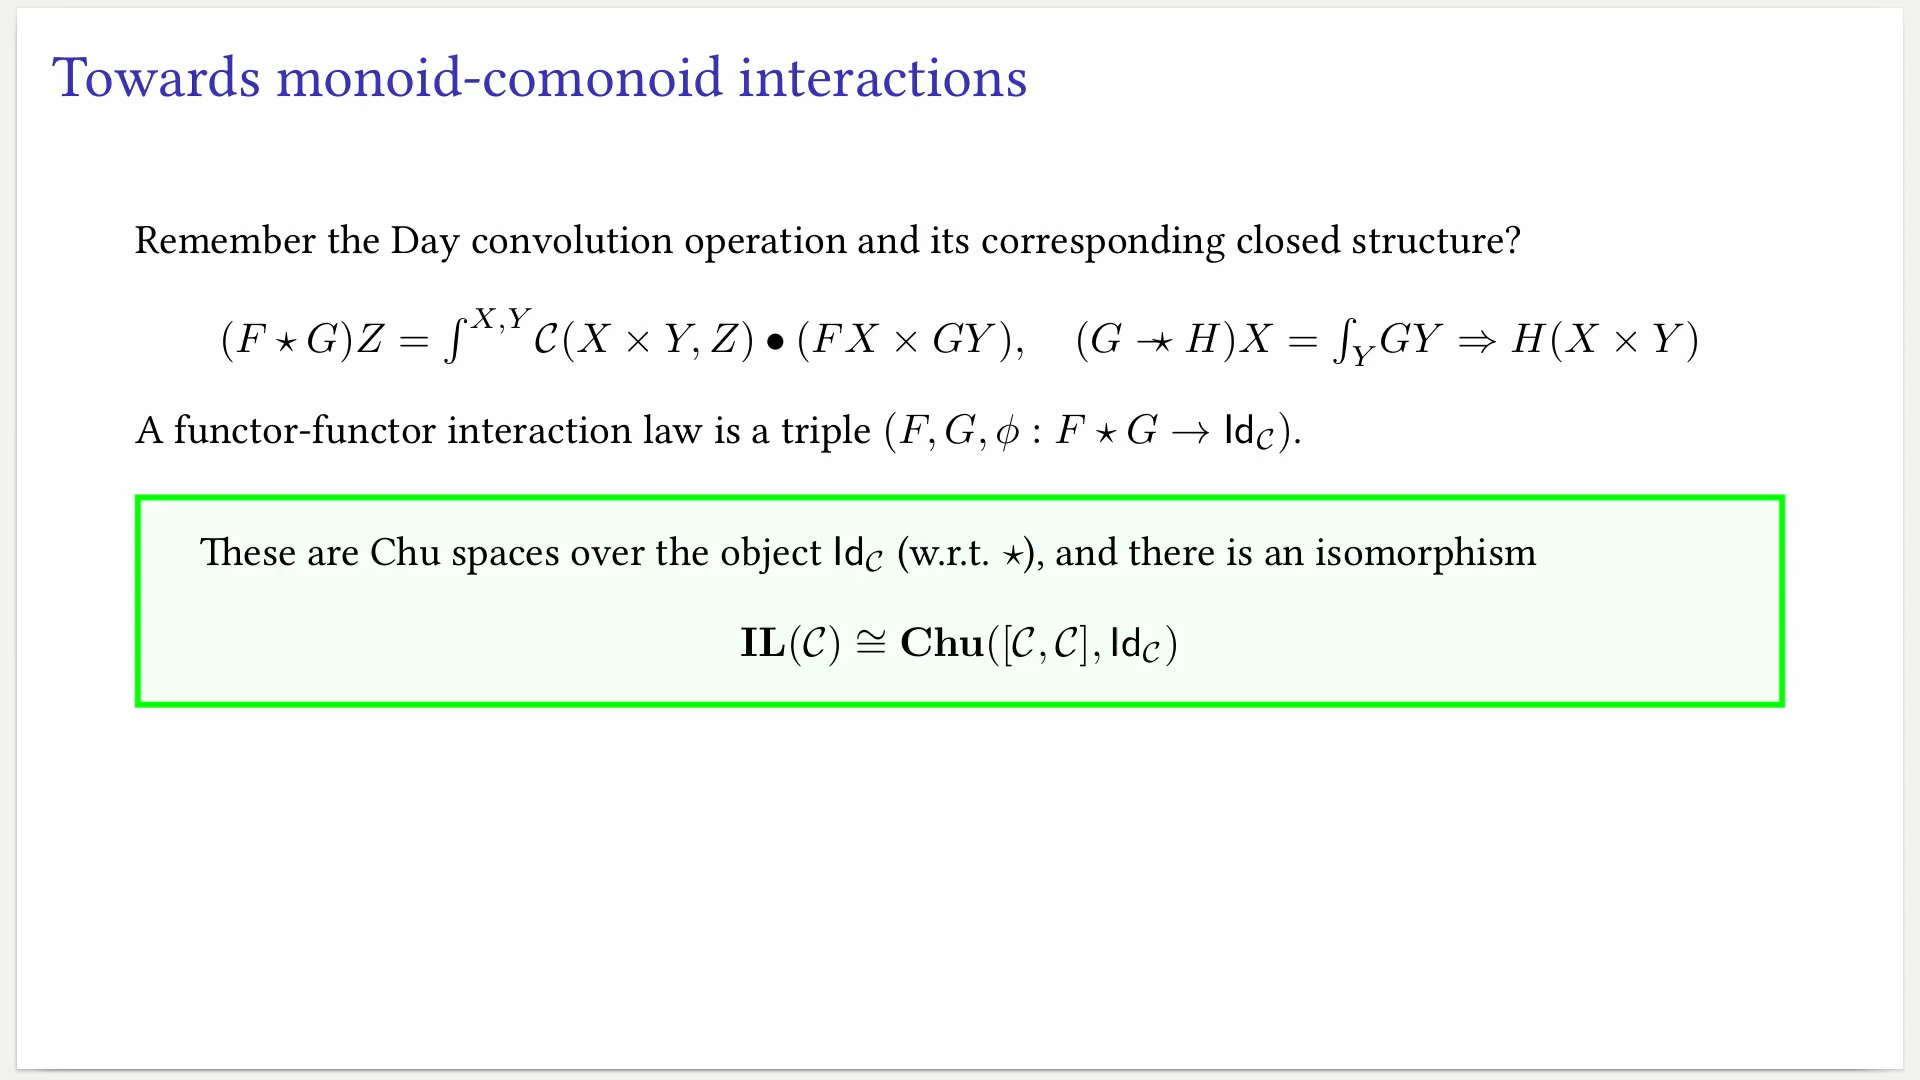 Towards monoid-comonoid interactions
Remember the Day convolution operation and its corresponding closed structure?
(F ⋆ G)Z = ∫^{X,Y} 𝒞(X × Y, Z) • (FX × GY),    (G −⋆ H)X = ∫_Y GY ⇒ H(X × Y)
A functor-functor interaction law is a triple (F, G, ϕ : F ⋆ G → Id_𝒞).
These are Chu spaces over the object Id_𝒞 (w.r.t. ⋆), and there is an isomorphism
IL(𝒞) ≅ Chu([𝒞, 𝒞], Id_𝒞)